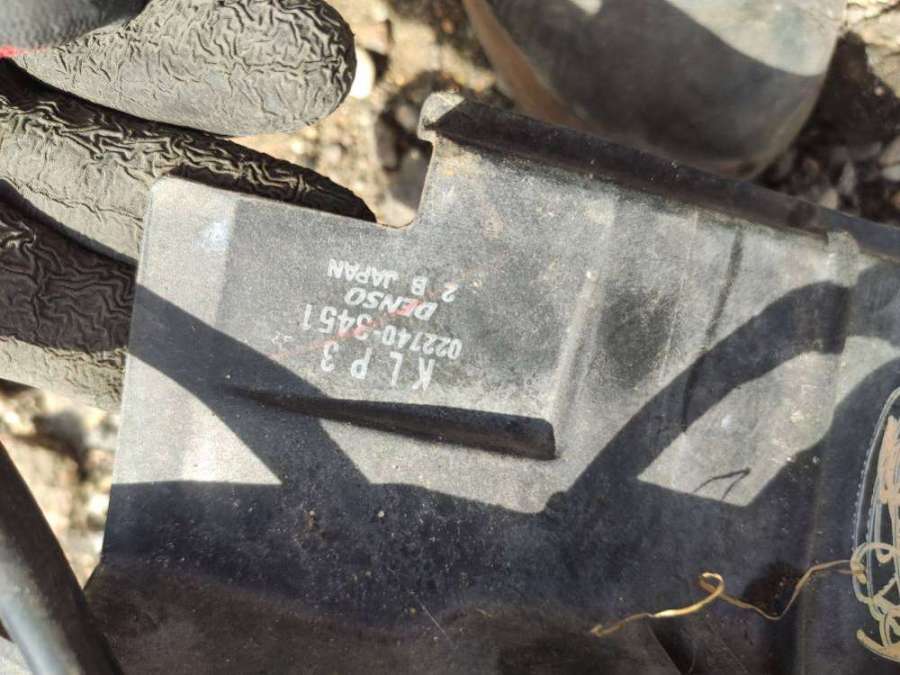 K L P 3
022140-3451
DENSO
2 B JAPAN